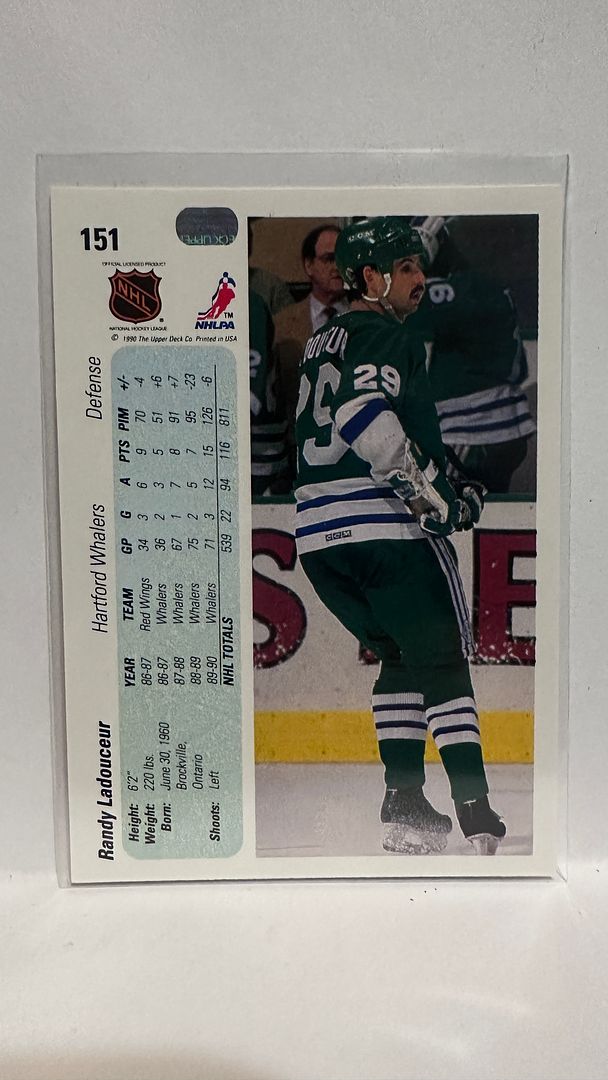 151
OFFICIAL LICENSED PRODUCT
NHL
NATIONAL HOCKEY LEAGUE
NHLPA
TM
© 1990 The Upper Deck Co. Printed in USA
Randy Ladouceur Hartford Whalers Defense
Height: 6'2"
Weight: 220 lbs.
Born: June 30, 1960
Brockville,
Ontario
Shoots: Left
YEAR TEAM GP G A PTS PIM +/-
86-87 Red Wings 34 3 6 9 70 -4
86-87 Whalers 36 2 3 5 51 +6
87-88 Whalers 67 1 7 8 91 +7
88-89 Whalers 75 2 5 7 95 -23
89-90 Whalers 71 3 12 15 126 -6
NHL TOTALS 539 22 94 116 811
CCM
29
29
CCM
S E